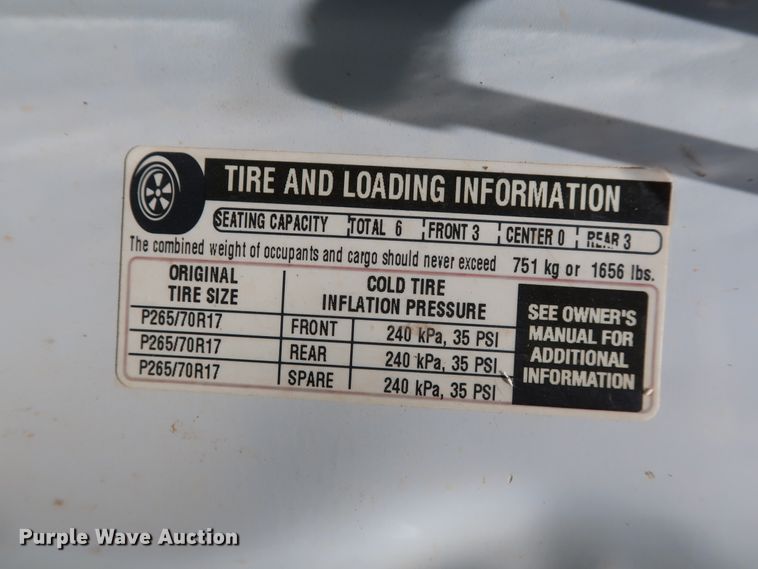 TIRE AND LOADING INFORMATION
SEATING CAPACITY TOTAL 6 FRONT 3 CENTER 0 REAR 3
The combined weight of occupants and cargo should never exceed 751 kg or 1656 lbs.
ORIGINAL
TIRE SIZE
COLD TIRE
INFLATION PRESSURE
P265/70R17 FRONT 240 kPa, 35 PSI
P265/70R17 REAR 240 kPa, 35 PSI
P265/70R17 SPARE 240 kPa, 35 PSI
SEE OWNER'S
MANUAL FOR
ADDITIONAL
INFORMATION
Purple Wave Auction